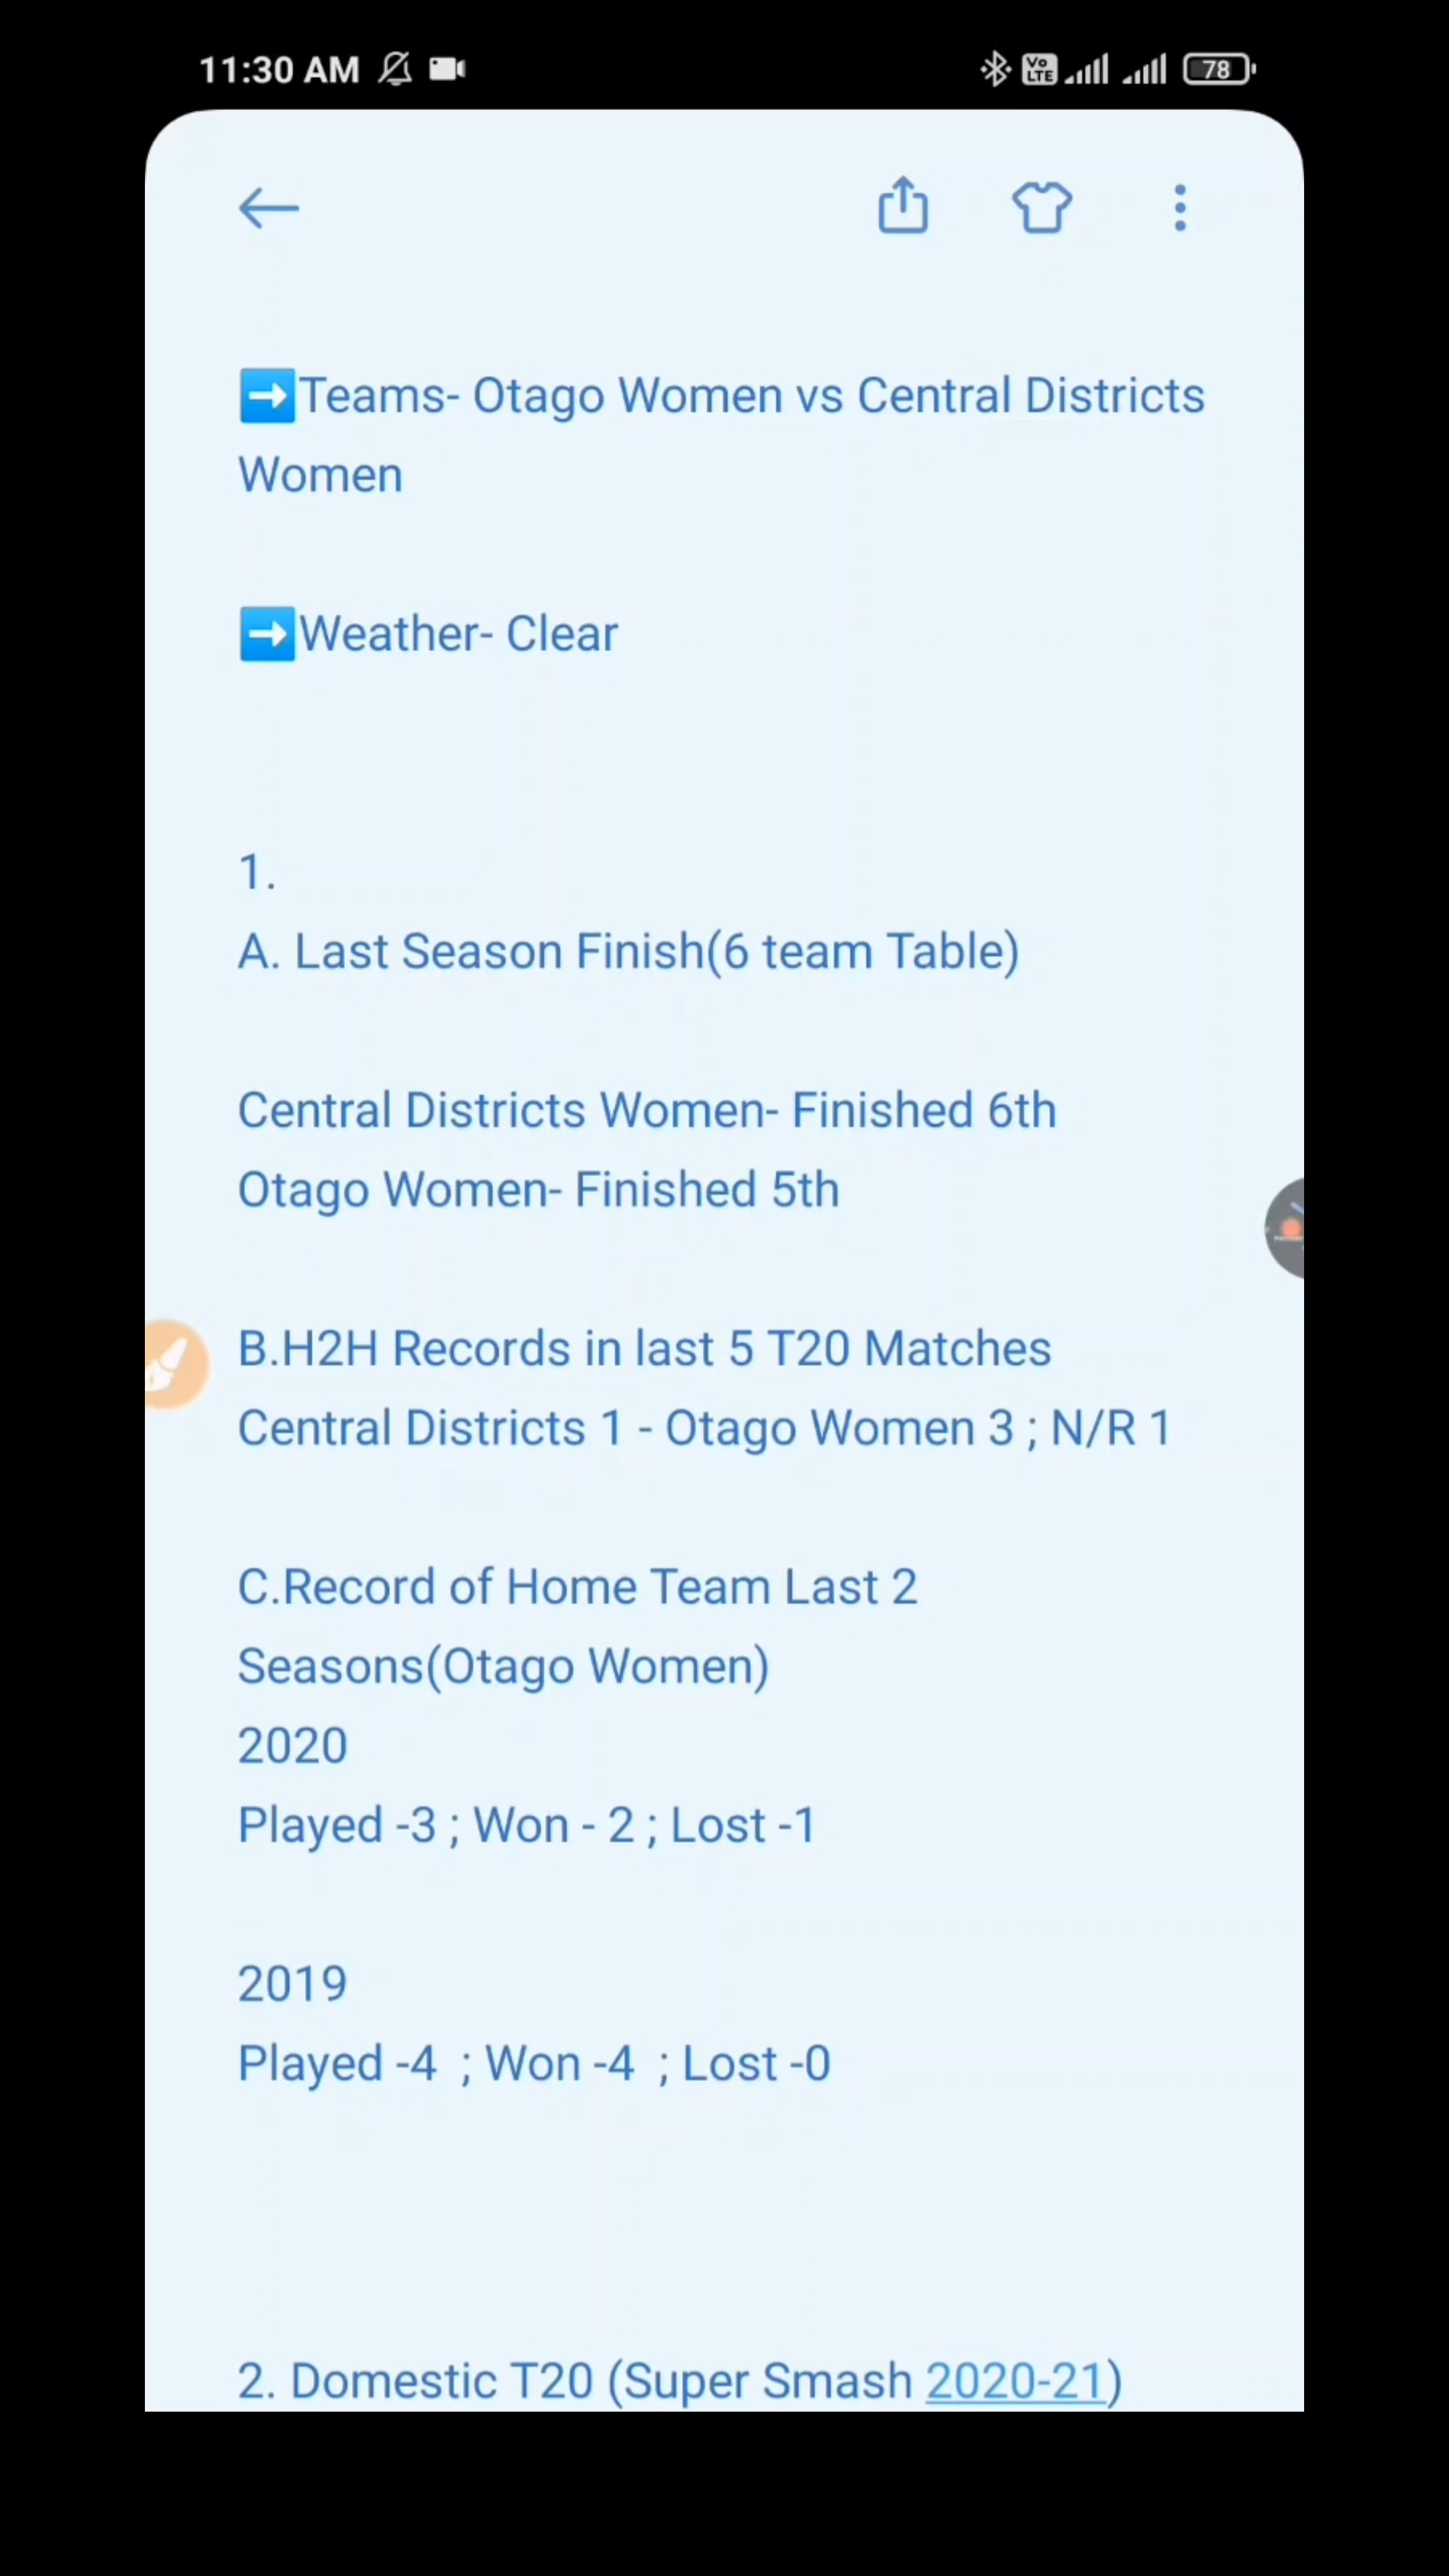 11:30 AM
Vo LTE
78
➡️Teams- Otago Women vs Central Districts
Women
➡️Weather- Clear
1.
A. Last Season Finish(6 team Table)
Central Districts Women- Finished 6th
Otago Women- Finished 5th
B.H2H Records in last 5 T20 Matches
Central Districts 1 - Otago Women 3 ; N/R 1
C.Record of Home Team Last 2
Seasons(Otago Women)
2020
Played -3 ; Won - 2 ; Lost -1
2019
Played -4  ; Won -4  ; Lost -0
2. Domestic T20 (Super Smash 2020-21)